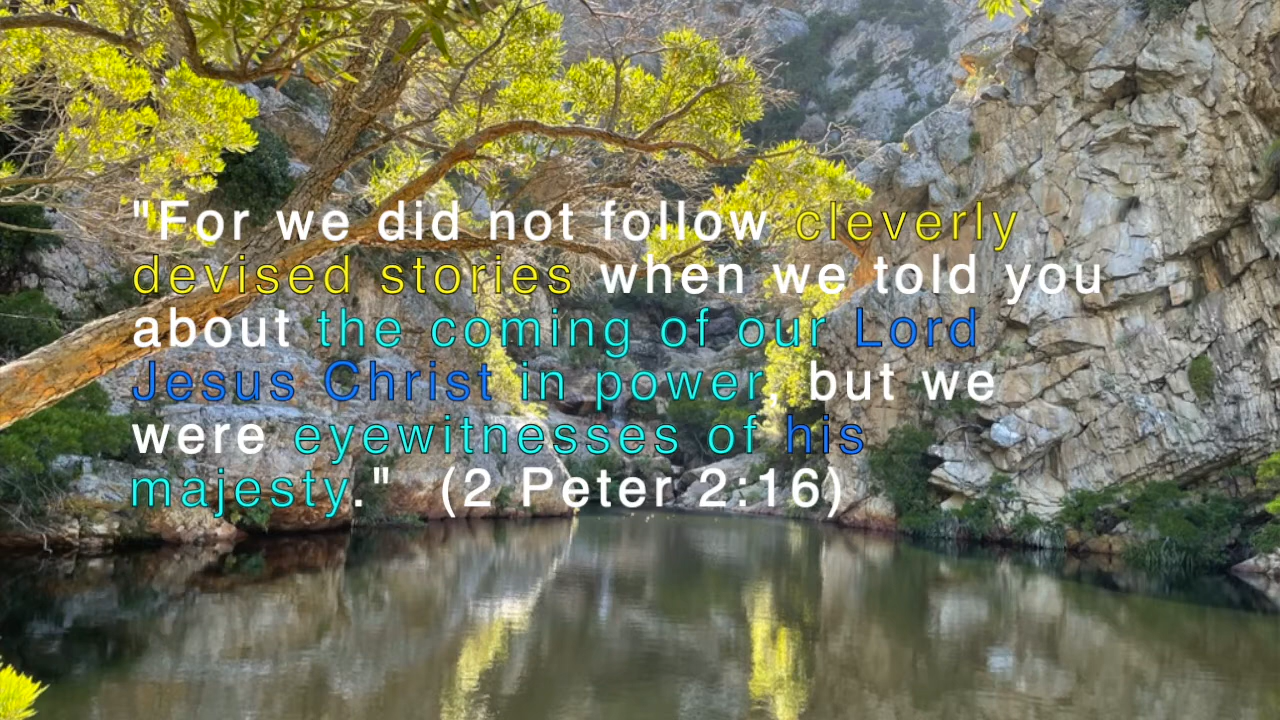 "For we did not follow cleverly
devised stories when we told you
about the coming of our Lord
Jesus Christ in power, but we
were eyewitnesses of his
majesty."  (2 Peter 2:16)